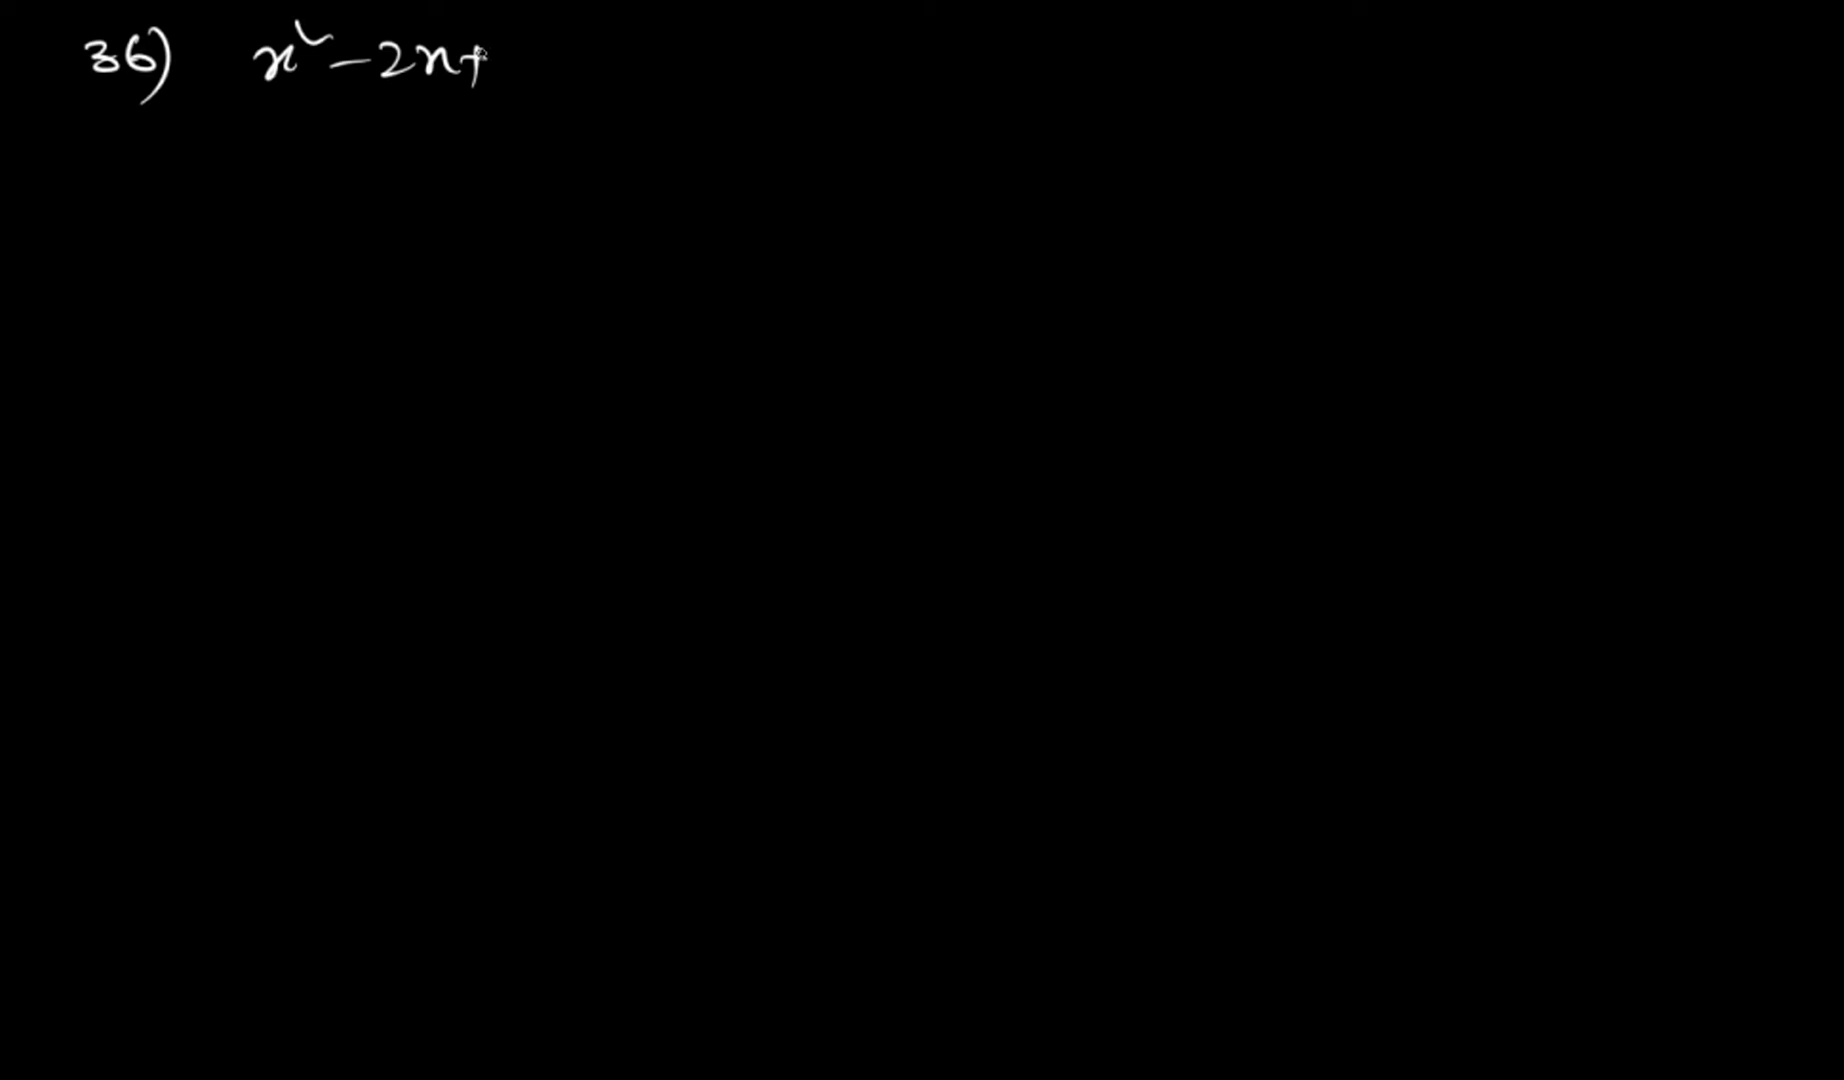 36) x² - 2x +